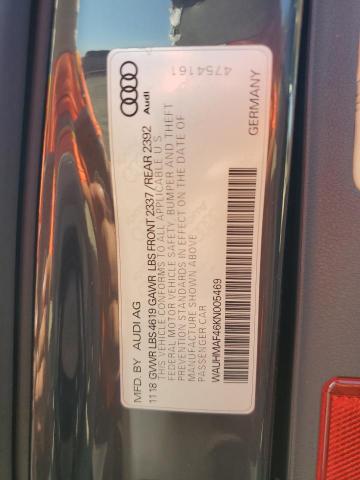 Audi
4754161
MFD. BY AUDI AG
GERMANY
11 18 GVWR LBS 4619 GAWR LBS FRONT 2337 /REAR 2392
THIS VEHICLE CONFORMS TO ALL APPLICABLE U.S.
FEDERAL MOTOR VEHICLE SAFETY, BUMPER AND THEFT
PREVENTION STANDARDS IN EFFECT ON THE DATE OF
MANUFACTURE SHOWN ABOVE
PASSENGER CAR
WAUHMAF46KN005469